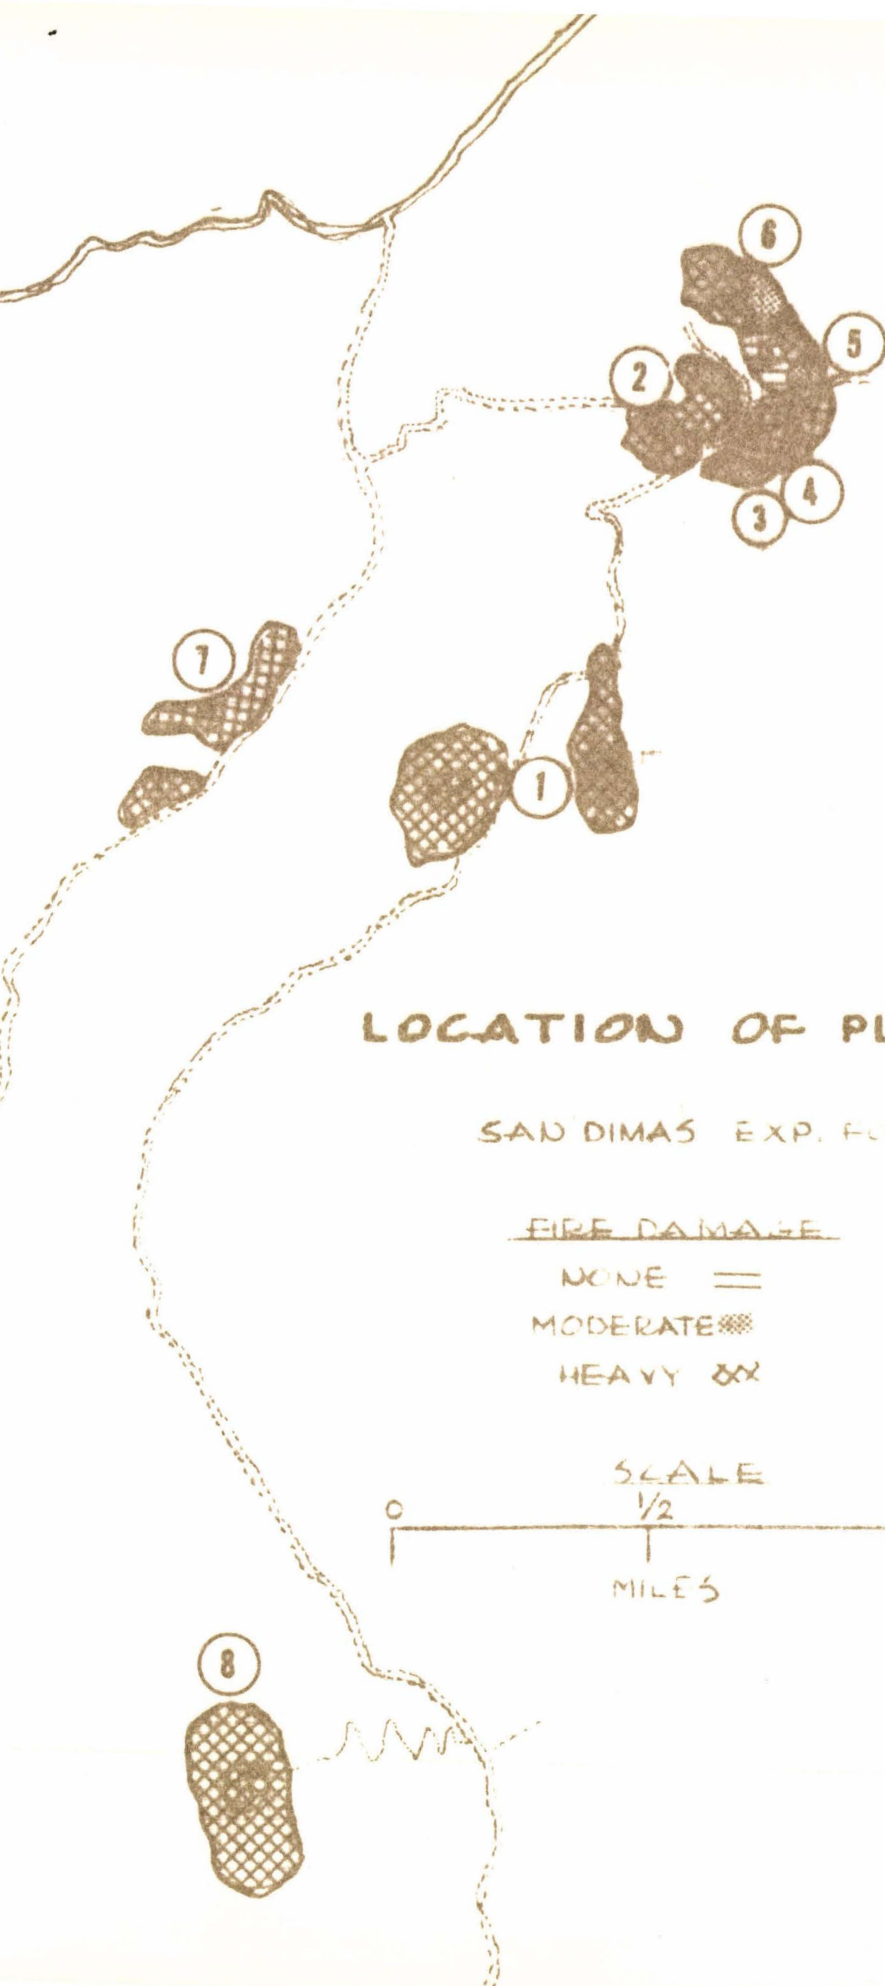 6
5
2
4
3
7
1
LOCATION OF PL
SAN DIMAS EXP. FO
FIRE DAMAGE
NONE
MODERATE
HEAVY
SCALE
0 1/2
MILES
8